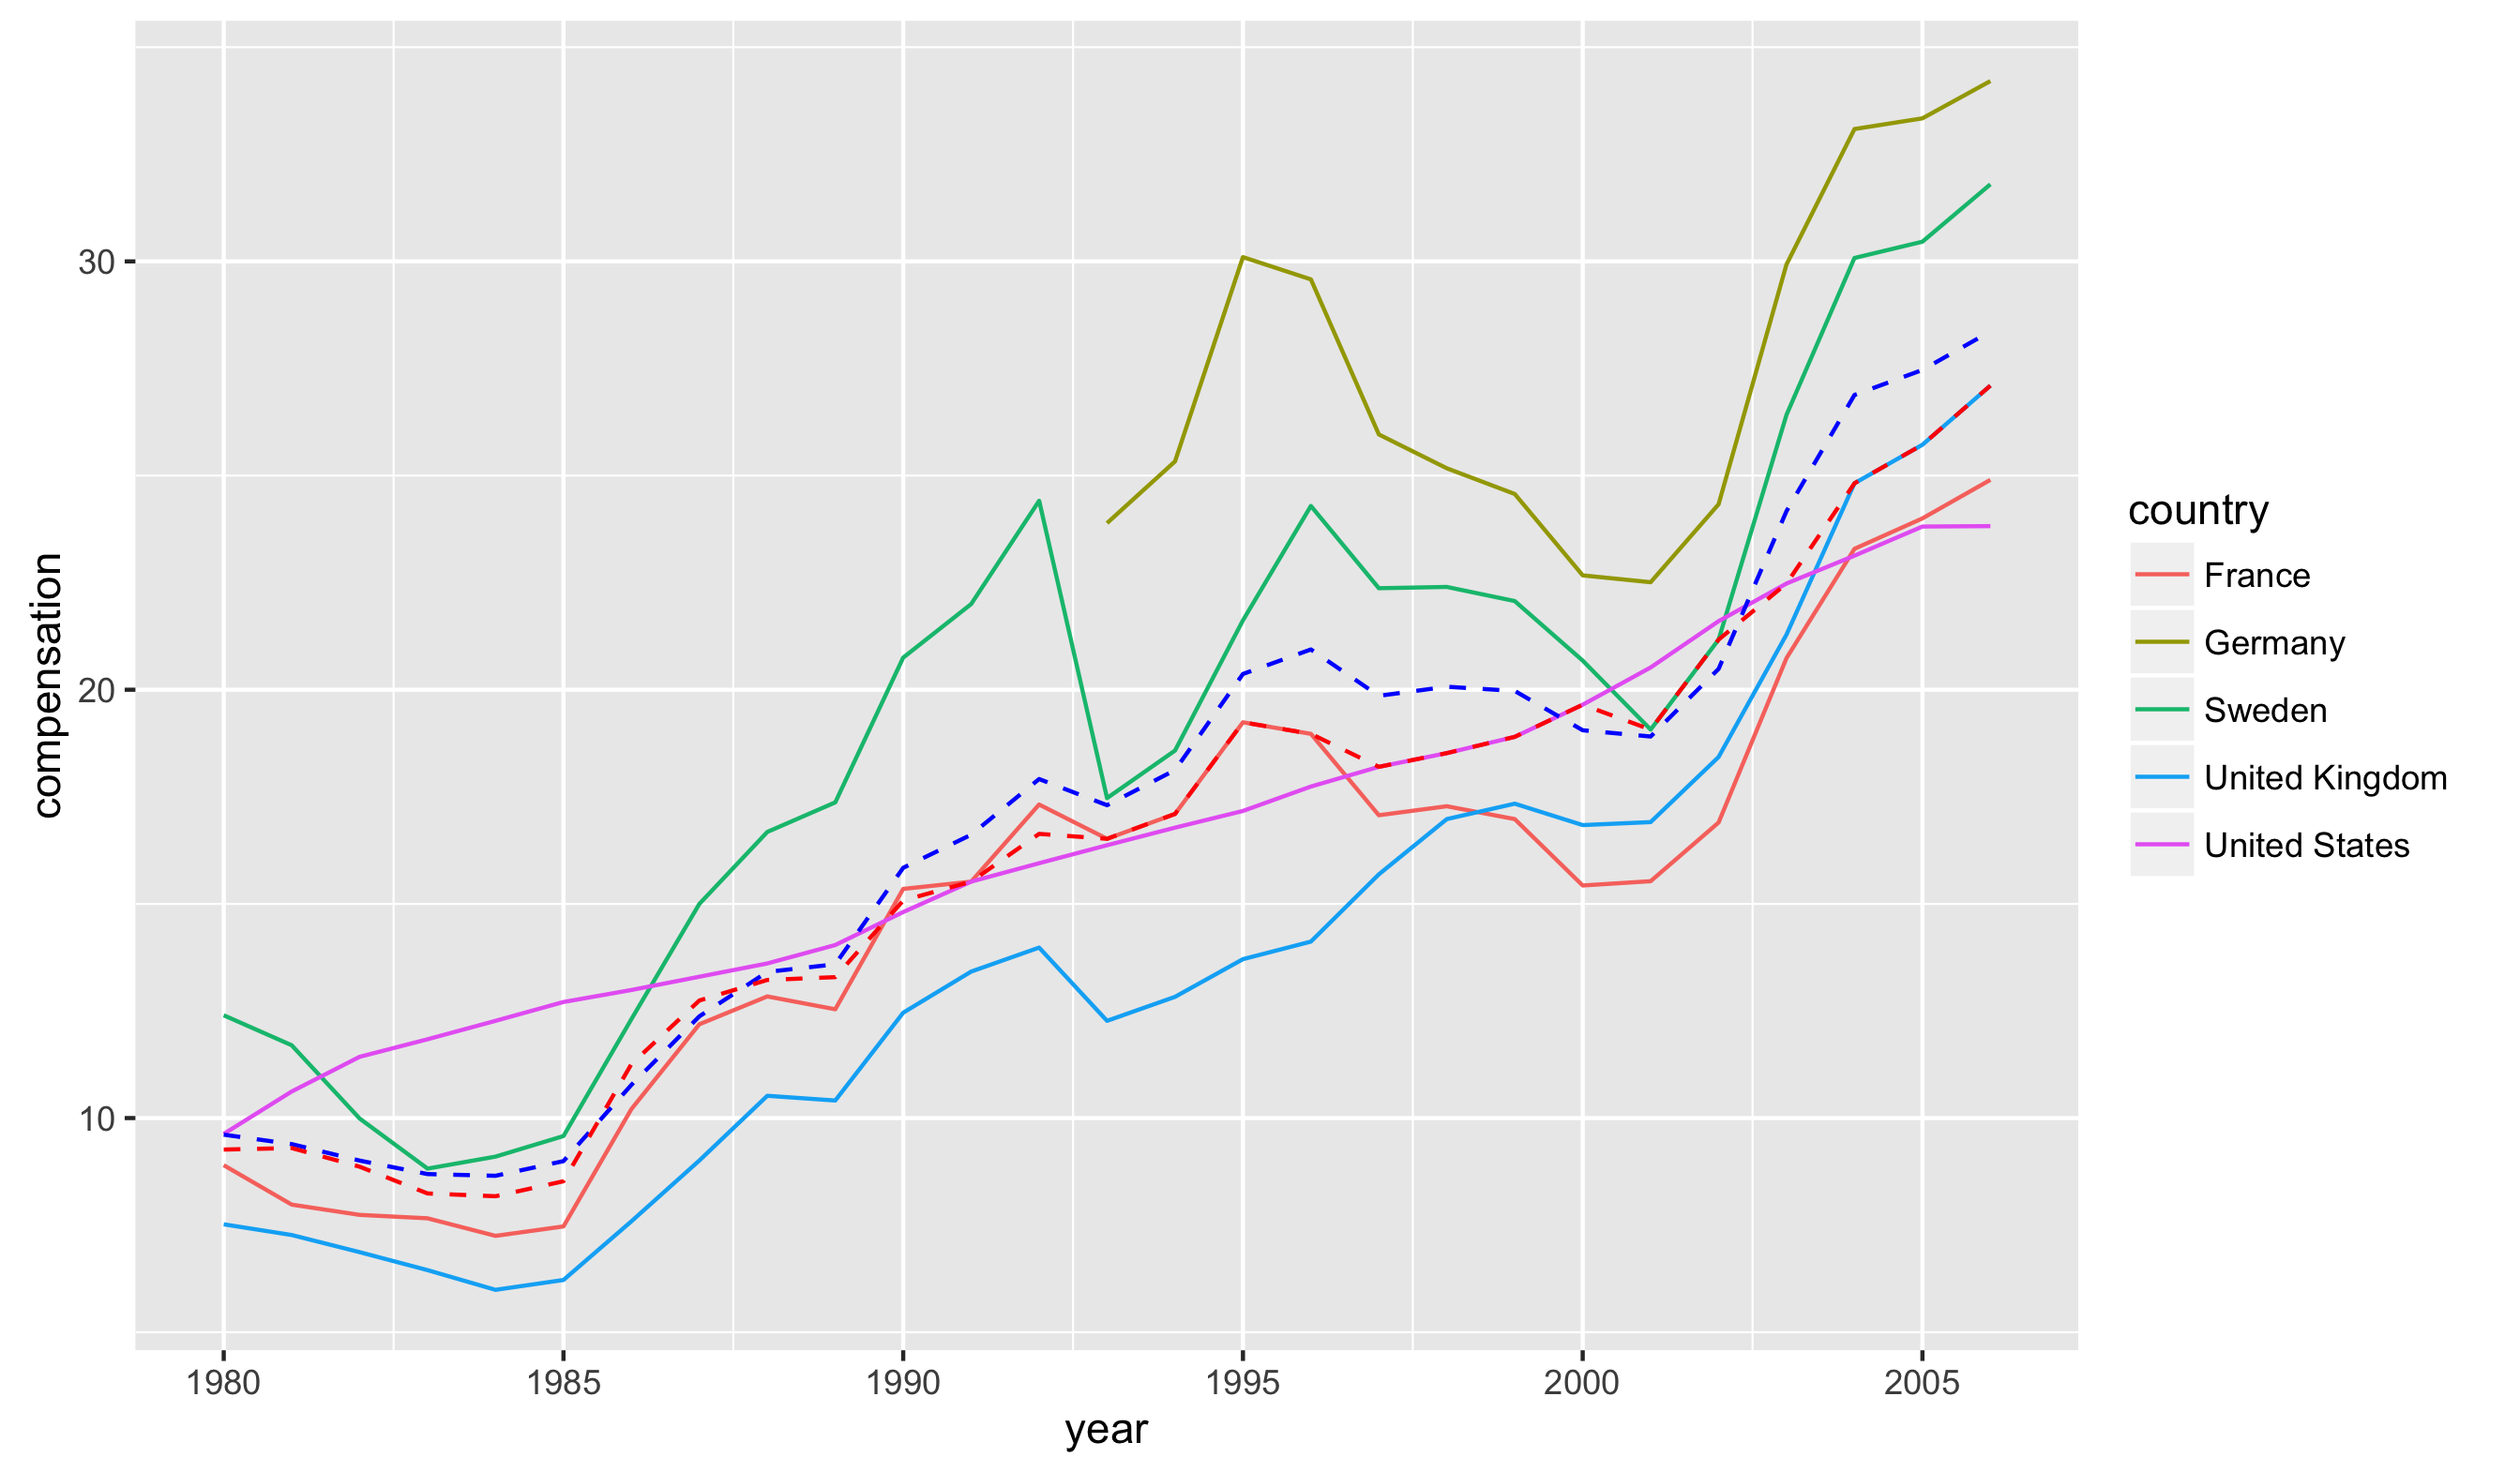 30
20
10
compensation
1980 1985 1990 1995 2000 2005
year
country
France
Germany
Sweden
United Kingdom
United States